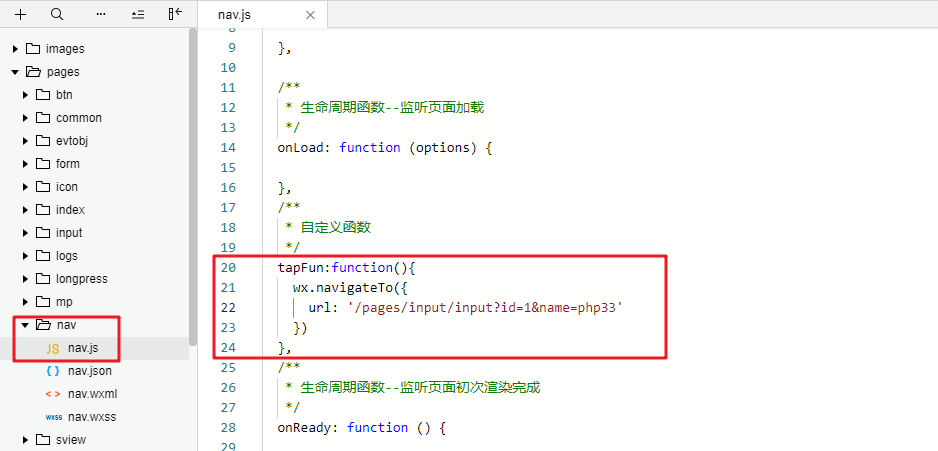 nav.js
images
pages
btn
common
evtobj
form
icon
index
input
logs
longpress
mp
nav
JS nav.js
{ } nav.json
< > nav.wxml
wxss nav.wxss
sview
8
9 },
10
11 /**
12 * 生命周期函数--监听页面加载
13 */
14 onLoad: function (options) {
15
16 },
17 /**
18 * 自定义函数
19 */
20 tapFun:function(){
21 wx.navigateTo({
22 url: '/pages/input/input?id=1&name=php33'
23 })
24 },
25 /**
26 * 生命周期函数--监听页面初次渲染完成
27 */
28 onReady: function () {
29